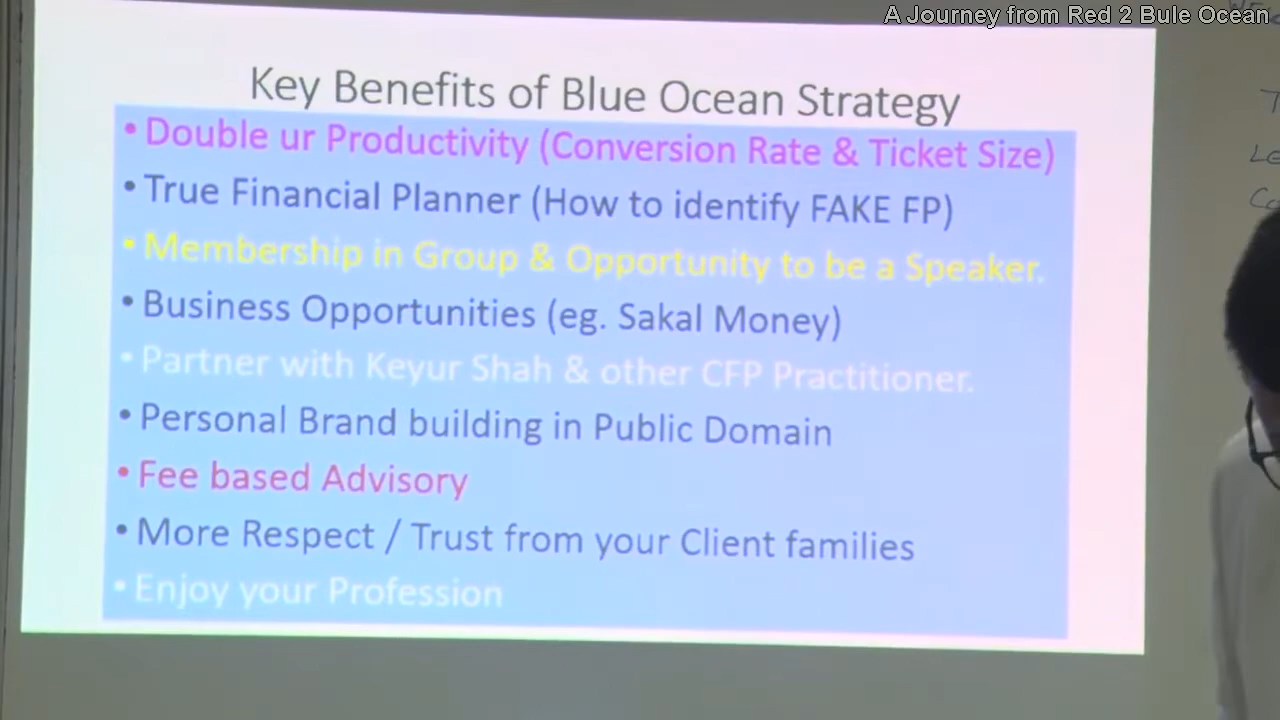 A Journey from Red 2 Bule Ocean
Key Benefits of Blue Ocean Strategy
• Double ur Productivity (Conversion Rate & Ticket Size)
• True Financial Planner (How to identify FAKE FP)
• Membership in Group & Opportunity to be a Speaker.
• Business Opportunities (eg. Sakal Money)
• Partner with Keyur Shah & other CFP Practitioner.
• Personal Brand building in Public Domain
• Fee based Advisory
• More Respect / Trust from your Client families
• Enjoy your Profession